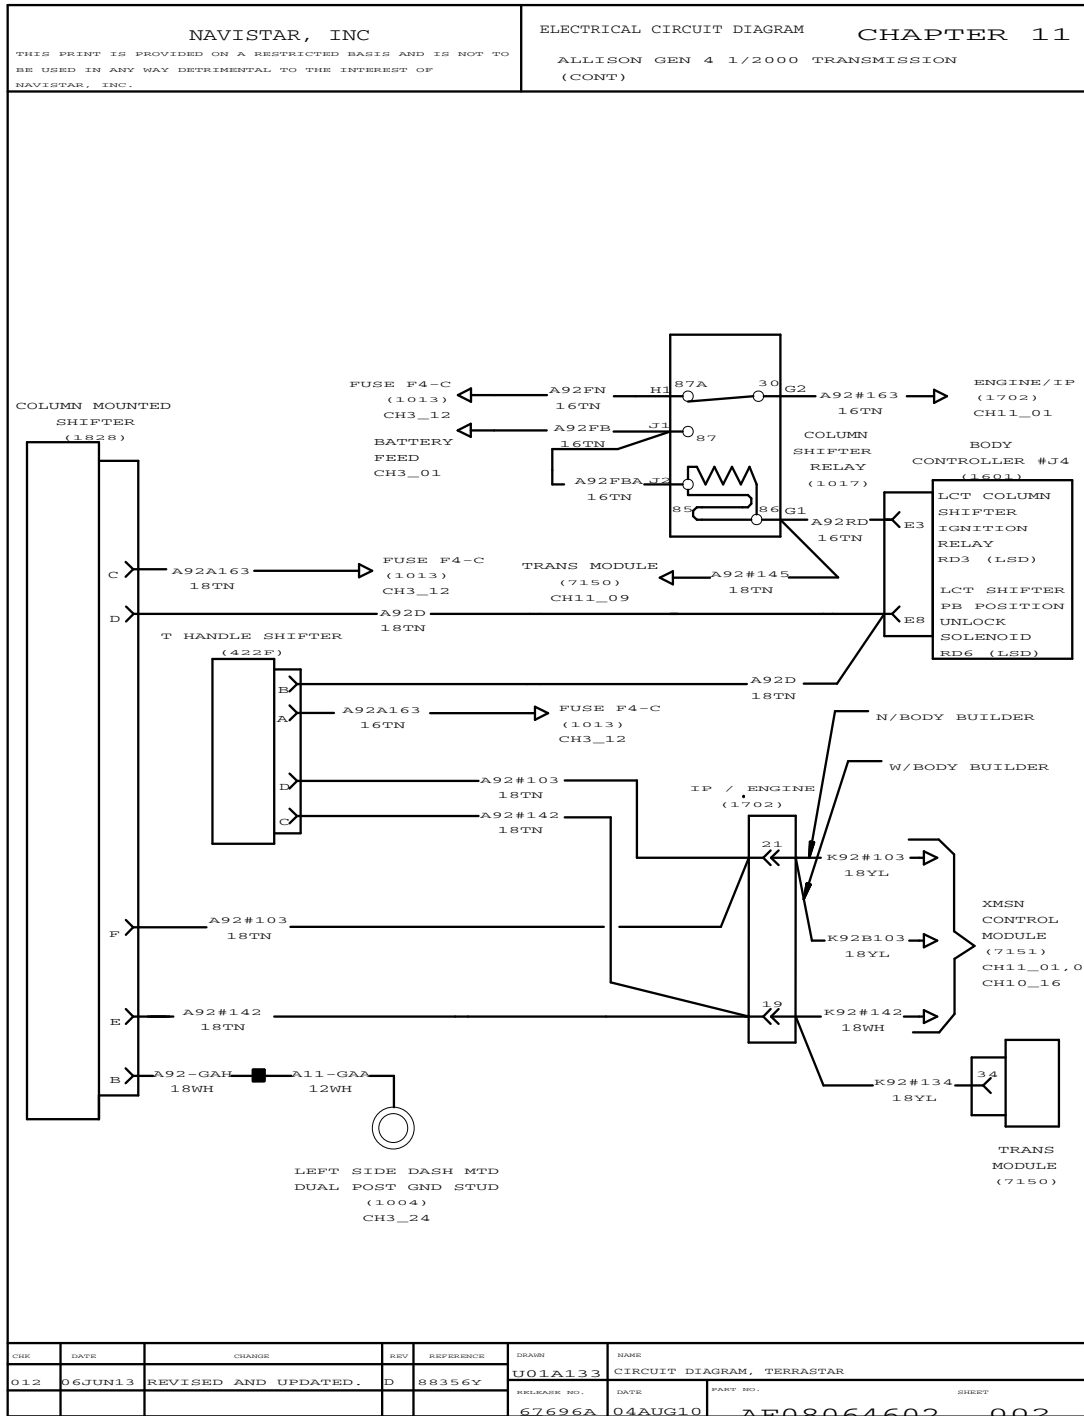 NAVISTAR, INC
THIS PRINT IS PROVIDED ON A RESTRICTED BASIS AND IS NOT TO
BE USED IN ANY WAY DETRIMENTAL TO THE INTEREST OF
NAVISTAR, INC.
ELECTRICAL CIRCUIT DIAGRAM
CHAPTER 11
ALLISON GEN 4 1/2000 TRANSMISSION
(CONT)
COLUMN MOUNTED
SHIFTER
(1828)
FUSE F4-C
(1013)
CH3_12
A92FN
16TN
H1
87A
30
G2
A92#163
16TN
ENGINE/IP
(1702)
CH11_01
BATTERY
FEED
CH3_01
A92FB
16TN
J1
87
COLUMN
SHIFTER
RELAY
(1017)
A92FBA
16TN
J2
85
86
G1
A92RD
16TN
BODY
CONTROLLER #J4
(1601)
E3
LCT COLUMN
SHIFTER
IGNITION
RELAY
RD3 (LSD)
E8
LCT SHIFTER
PB POSITION
UNLOCK
SOLENOID
RD6 (LSD)
C
A92A163
18TN
FUSE F4-C
(1013)
CH3_12
TRANS MODULE
(7150)
CH11_09
A92#145
18TN
D
A92D
18TN
T HANDLE SHIFTER
(422F)
B
A92D
18TN
A
A92A163
16TN
FUSE F4-C
(1013)
CH3_12
N/BODY BUILDER
W/BODY BUILDER
D
A92#103
18TN
C
A92#142
18TN
IP / ENGINE
(1702)
21
K92#103
18YL
F
A92#103
18TN
K92B103
18YL
XMSN
CONTROL
MODULE
(7151)
CH11_01,0
CH10_16
E
A92#142
18TN
19
K92#142
18WH
B
A92-GAH
18WH
A11-GAA
12WH
K92#134
18YL
34
TRANS
MODULE
(7150)
LEFT SIDE DASH MTD
DUAL POST GND STUD
(1004)
CH3_24
CHK DATE CHANGE REV REFERENCE
012 06JUN13 REVISED AND UPDATED. D 88356Y
DRAWN
U01A133
NAME
CIRCUIT DIAGRAM, TERRASTAR
RELEASE NO.
67696A
DATE
04AUG10
PART NO.
SHEET
AF08064602 002